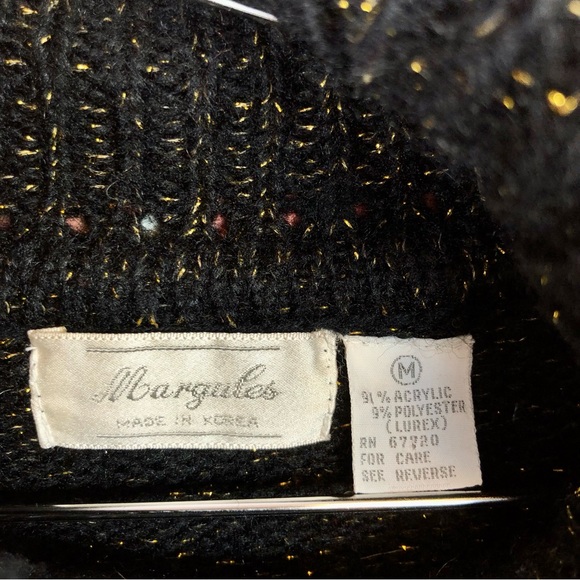 Margules
MADE IN KOREA
M
91% ACRYLIC
9% POLYESTER
(LUREX)
RN 67720
FOR CARE
SEE REVERSE